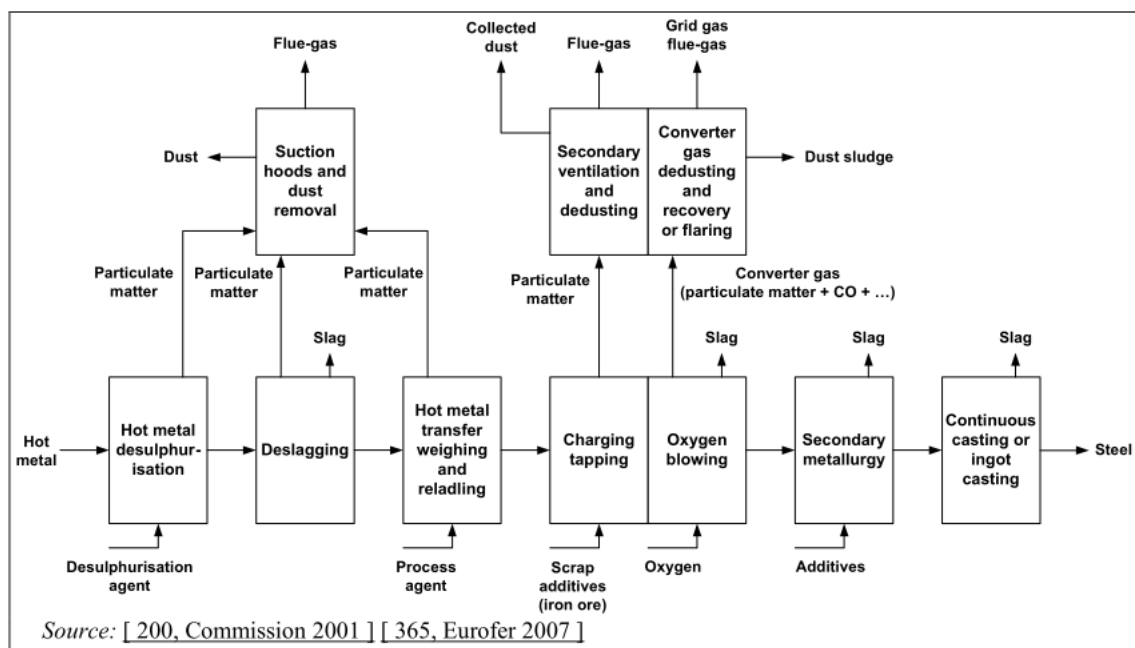 Flue-gas
Collected
dust
Flue-gas
Grid gas
flue-gas
Dust
Suction
hoods and
dust
removal
Secondary
ventilation
and
dedusting
Converter
gas
dedusting
and
recovery
or flaring
Dust sludge
Particulate
matter
Particulate
matter
Particulate
matter
Particulate
matter
Converter gas
(particulate matter + CO + ...)
Slag
Slag
Slag
Slag
Hot
metal
Hot metal
desulphur-
isation
Deslagging
Hot metal
transfer
weighing
and
reladling
Charging
tapping
Oxygen
blowing
Secondary
metallurgy
Continuous
casting or
ingot
casting
Steel
Desulphurisation
agent
Process
agent
Scrap
additives
(iron ore)
Oxygen
Additives
Source: [ 200, Commission 2001 ] [ 365, Eurofer 2007 ]